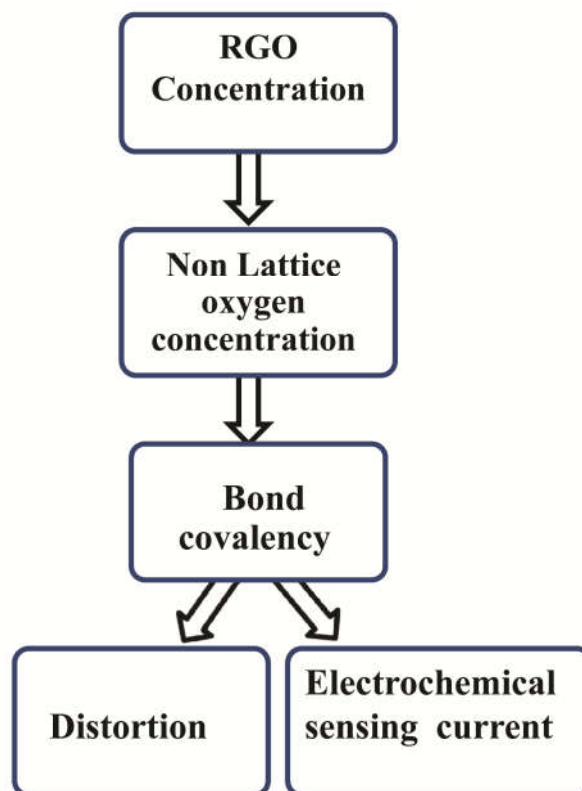 RGO
Concentration
Non Lattice
oxygen
concentration
Bond
covalency
Distortion
Electrochemical
sensing current